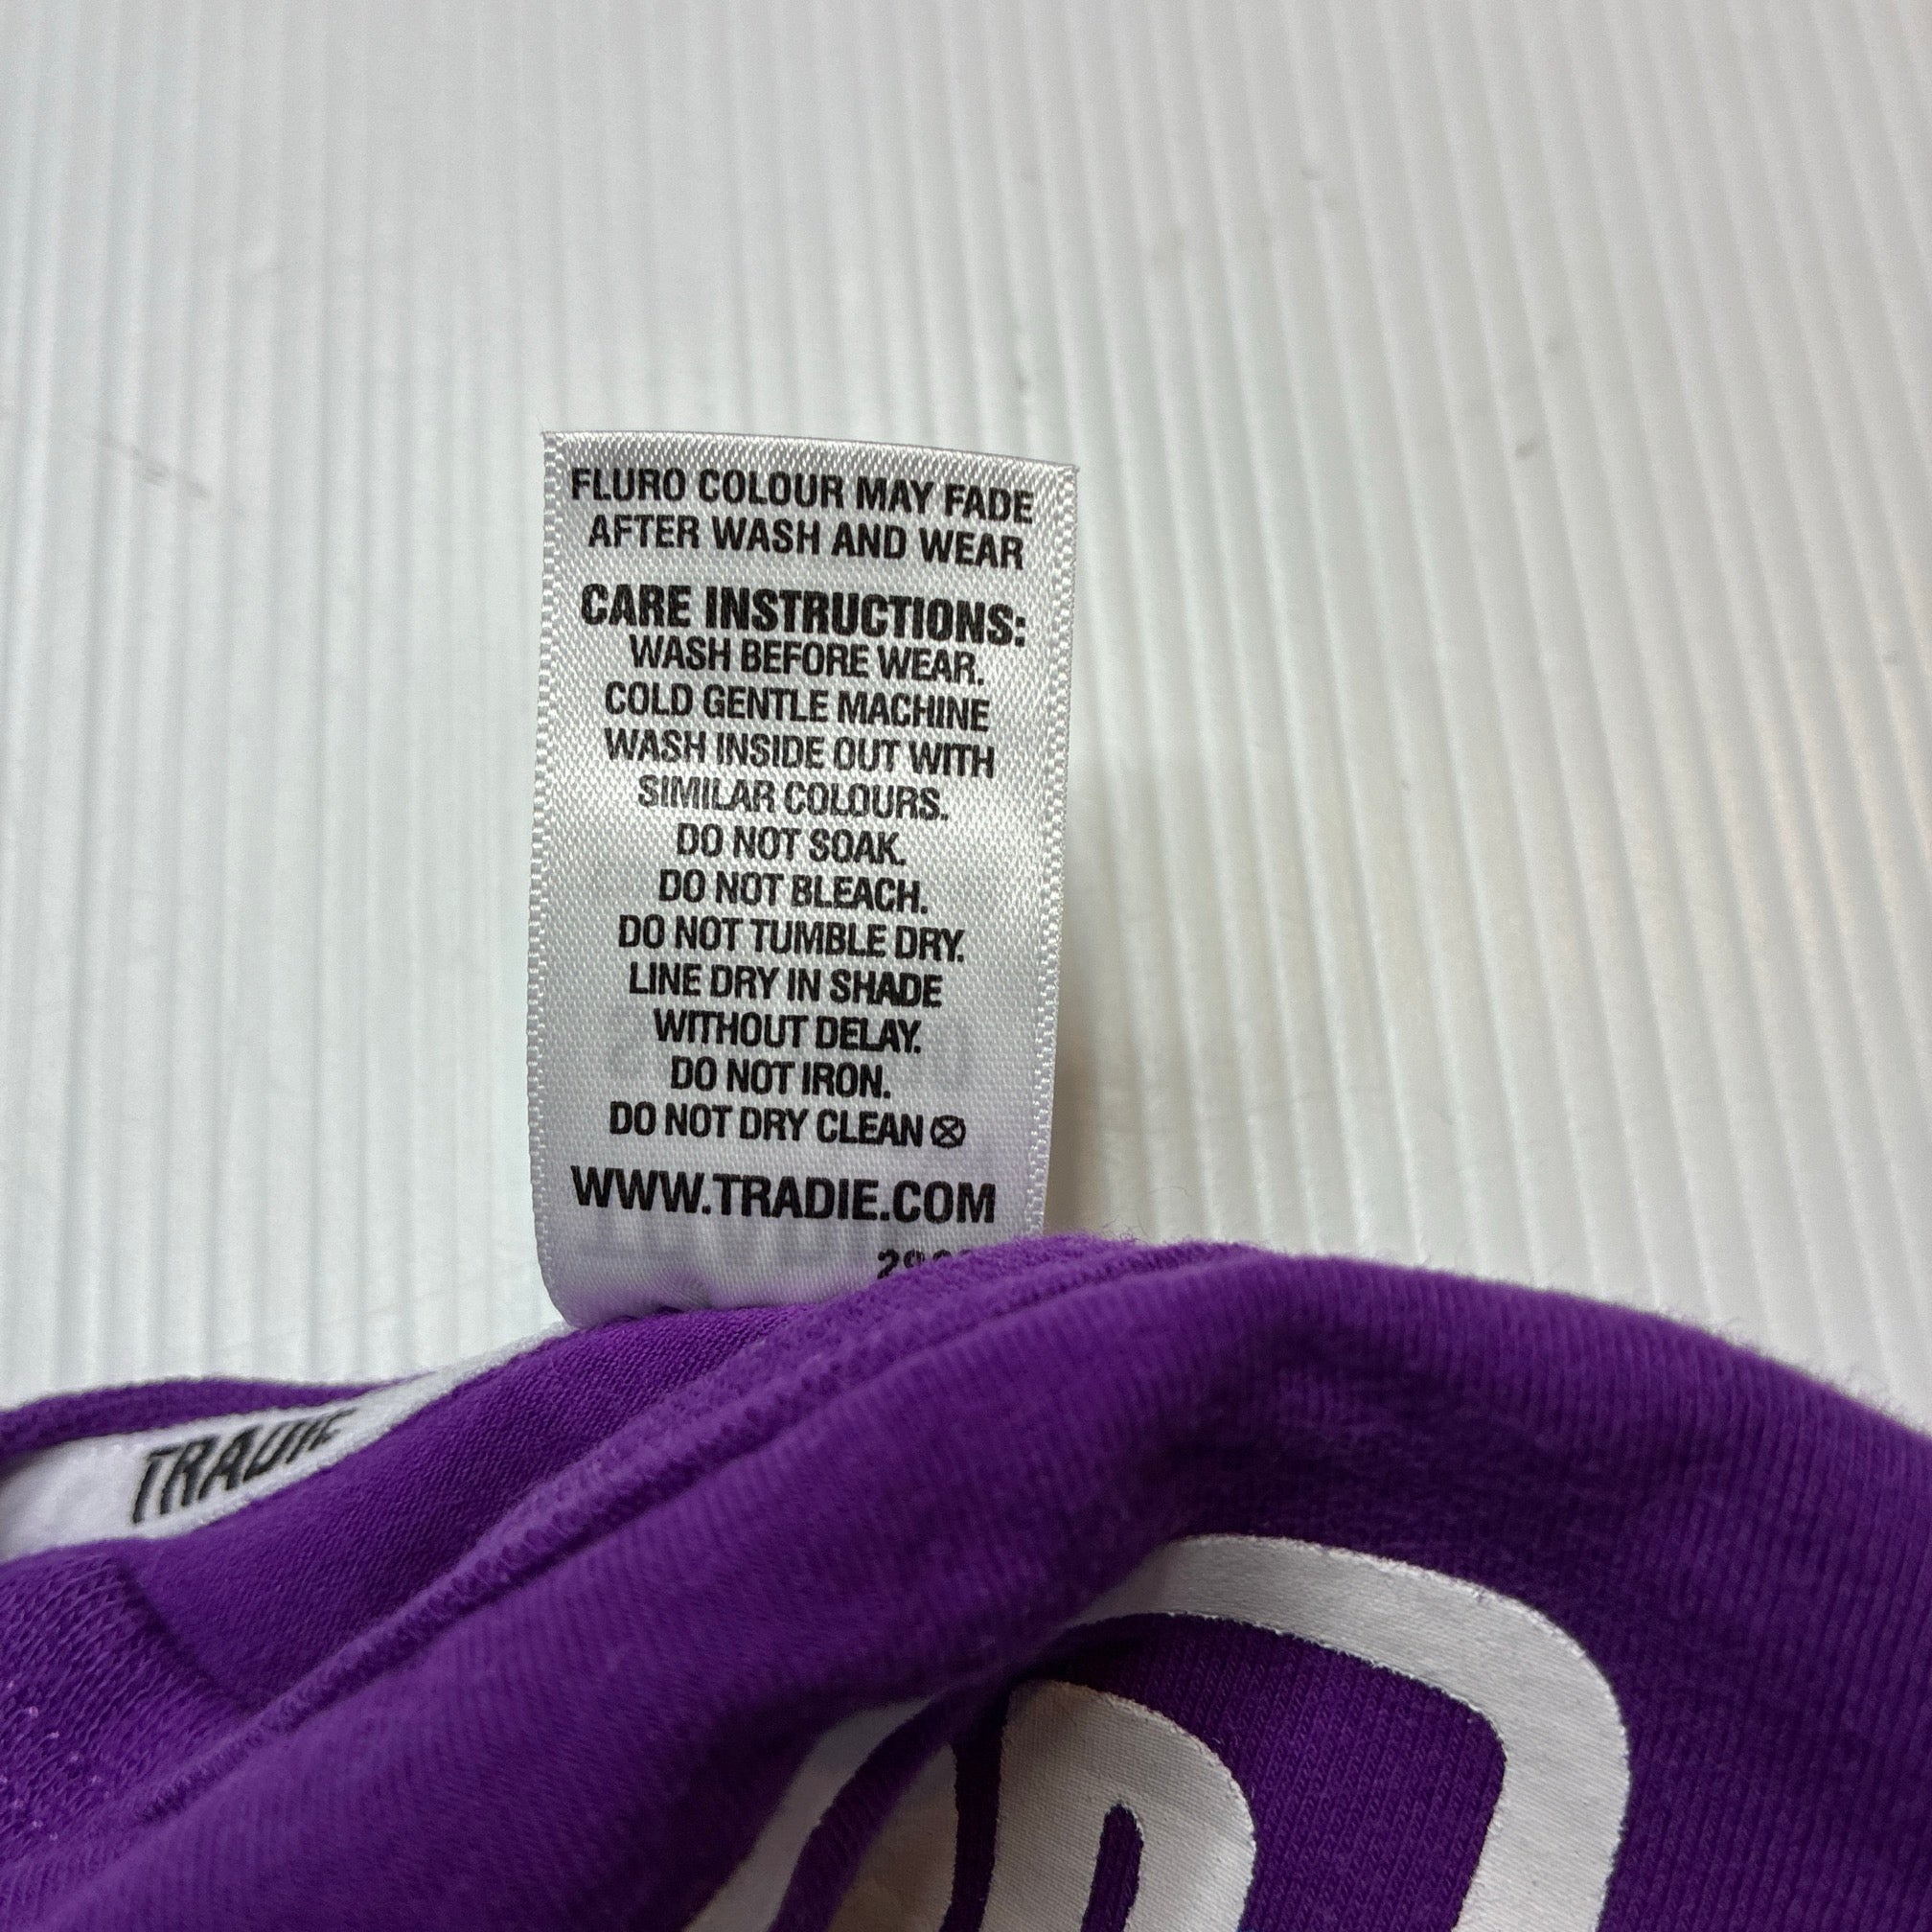 FLURO COLOUR MAY FADE
AFTER WASH AND WEAR
CARE INSTRUCTIONS:
WASH BEFORE WEAR.
COLD GENTLE MACHINE
WASH INSIDE OUT WITH
SIMILAR COLOURS.
DO NOT SOAK.
DO NOT BLEACH.
DO NOT TUMBLE DRY.
LINE DRY IN SHADE
WITHOUT DELAY.
DO NOT IRON.
DO NOT DRY CLEAN
WWW.TRADIE.COM
TRADIE